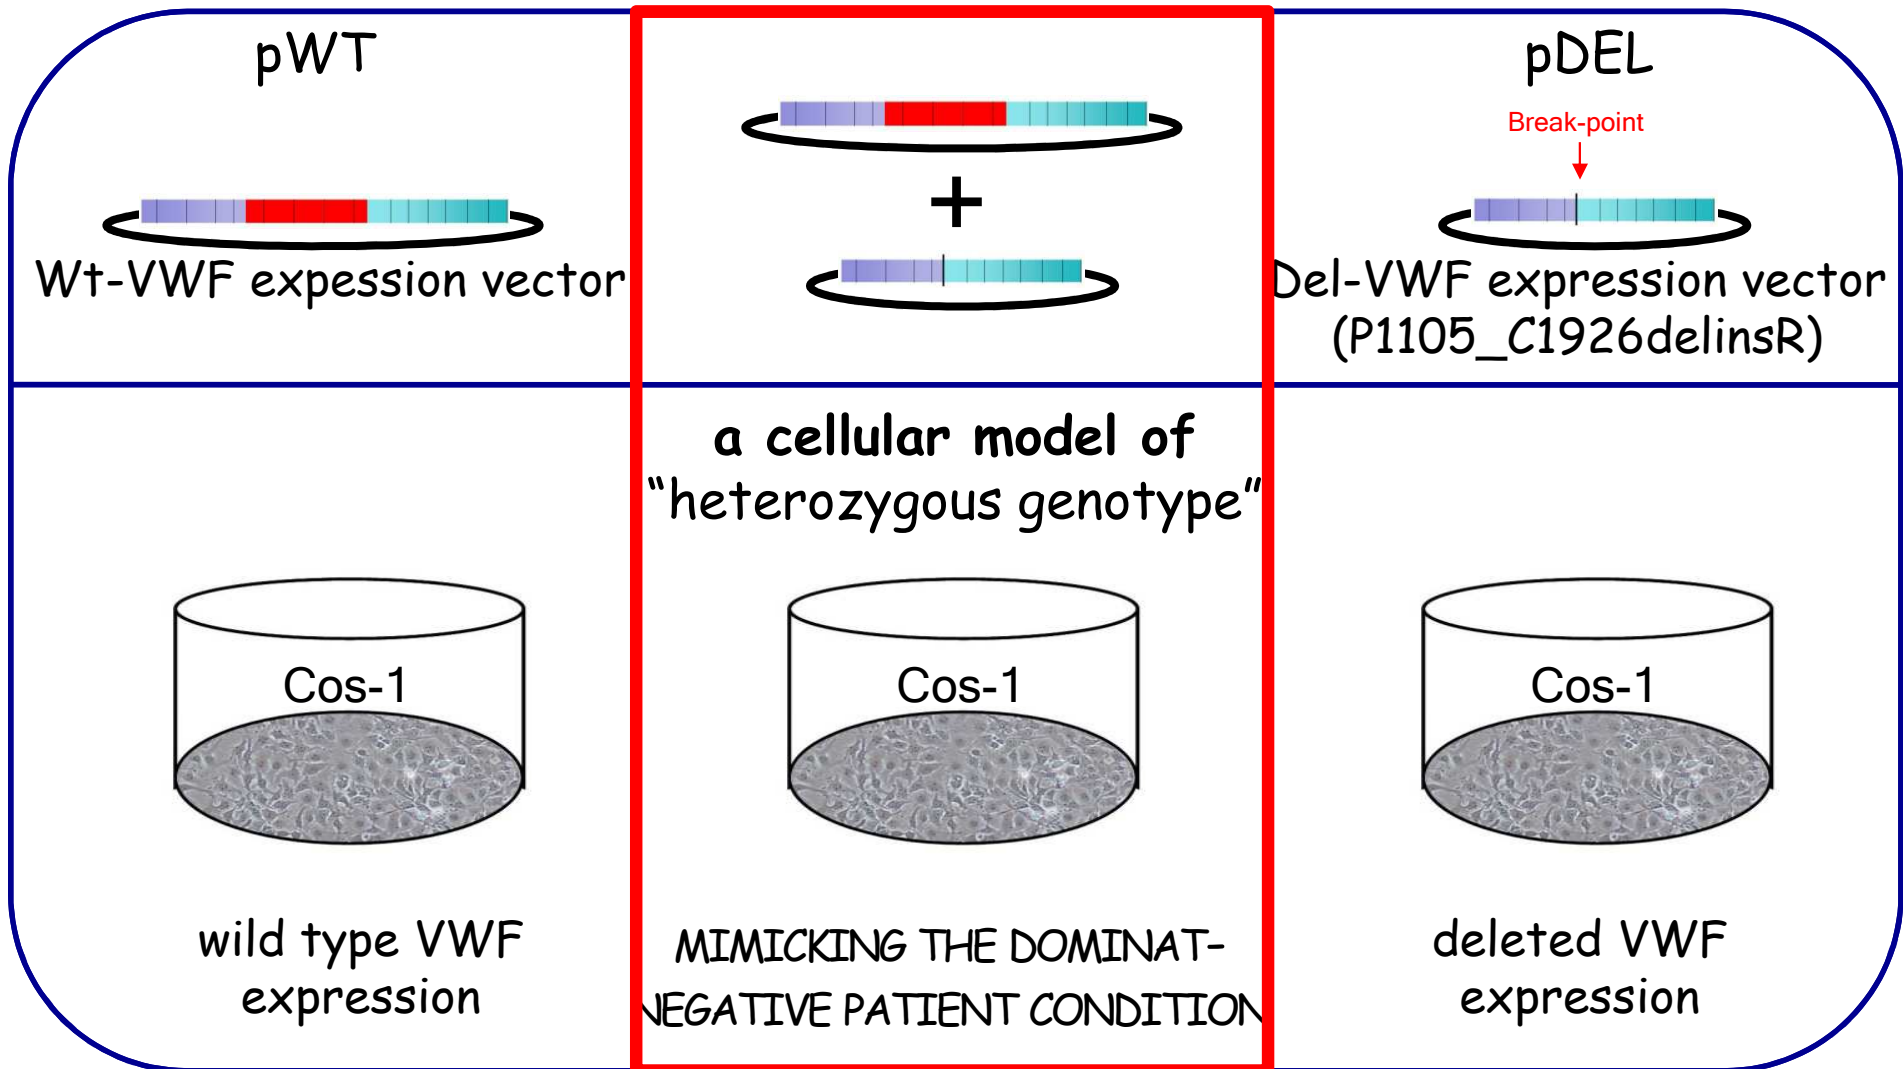 pWT
Wt-VWF expession vector
+
pDEL
Break-point
Del-VWF expression vector
(P1105_C1926delinsR)
a cellular model of
“heterozygous genotype”
Cos-1
Cos-1
Cos-1
wild type VWF
expression
MIMICKING THE DOMINAT-
NEGATIVE PATIENT CONDITION
deleted VWF
expression